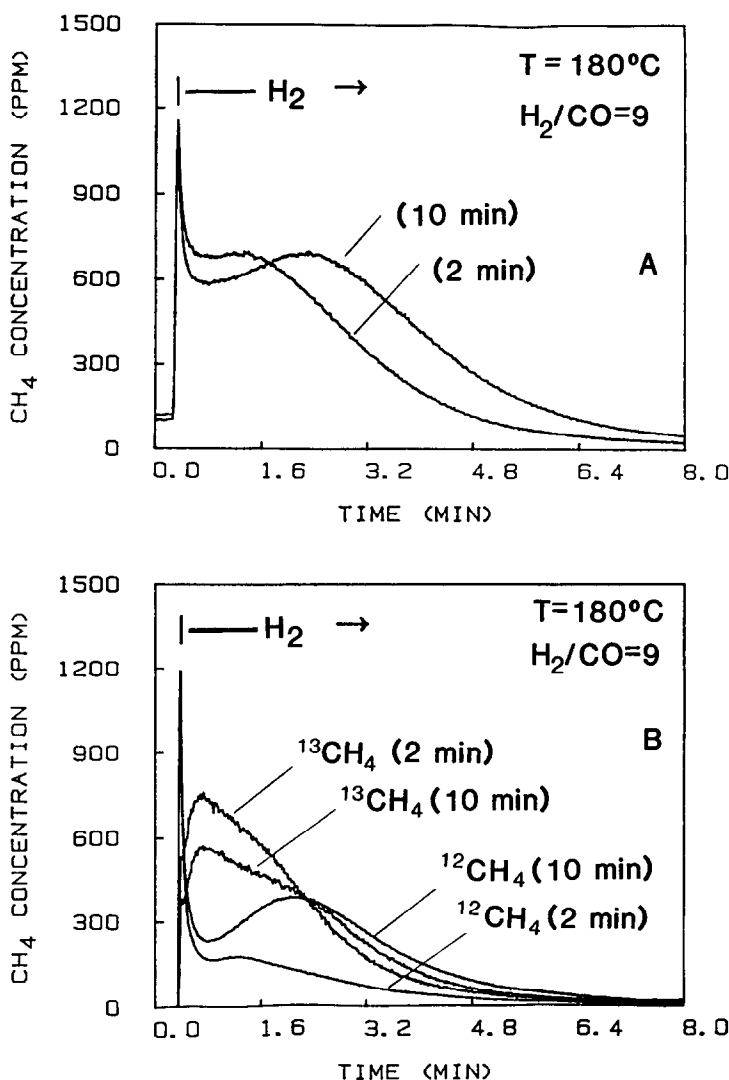 1500
1200
900
600
300
0
CH₄ CONCENTRATION (PPM)
H₂ →
T = 180°C
H₂/CO=9
(10 min)
(2 min)
A
0.0 1.6 3.2 4.8 6.4 8.0
TIME (MIN)
1500
1200
900
600
300
0
CH₄ CONCENTRATION (PPM)
H₂ →
T=180°C
H₂/CO=9
B
¹³CH₄ (2 min)
¹³CH₄ (10 min)
¹²CH₄ (10 min)
¹²CH₄ (2 min)
0.0 1.6 3.2 4.8 6.4 8.0
TIME (MIN)